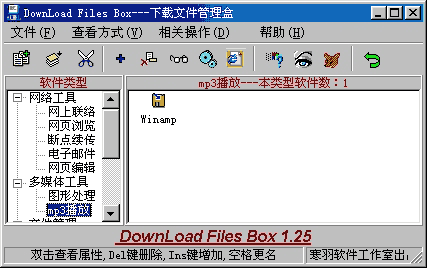 DownLoad Files Box---下载文件管理盒
文件(F) 查看方式(V) 相关操作(D) 帮助(H)
软件类型
mp3播放---本类型软件数：1
网络工具
网上联络
网页浏览
断点续传
电子邮件
网页编辑
多媒体工具
图形处理
mp3播放
Winamp
DownLoad Files Box 1.25
双击查看属性,Del键删除,Ins键增加,空格更名
寒羽软件工作室出